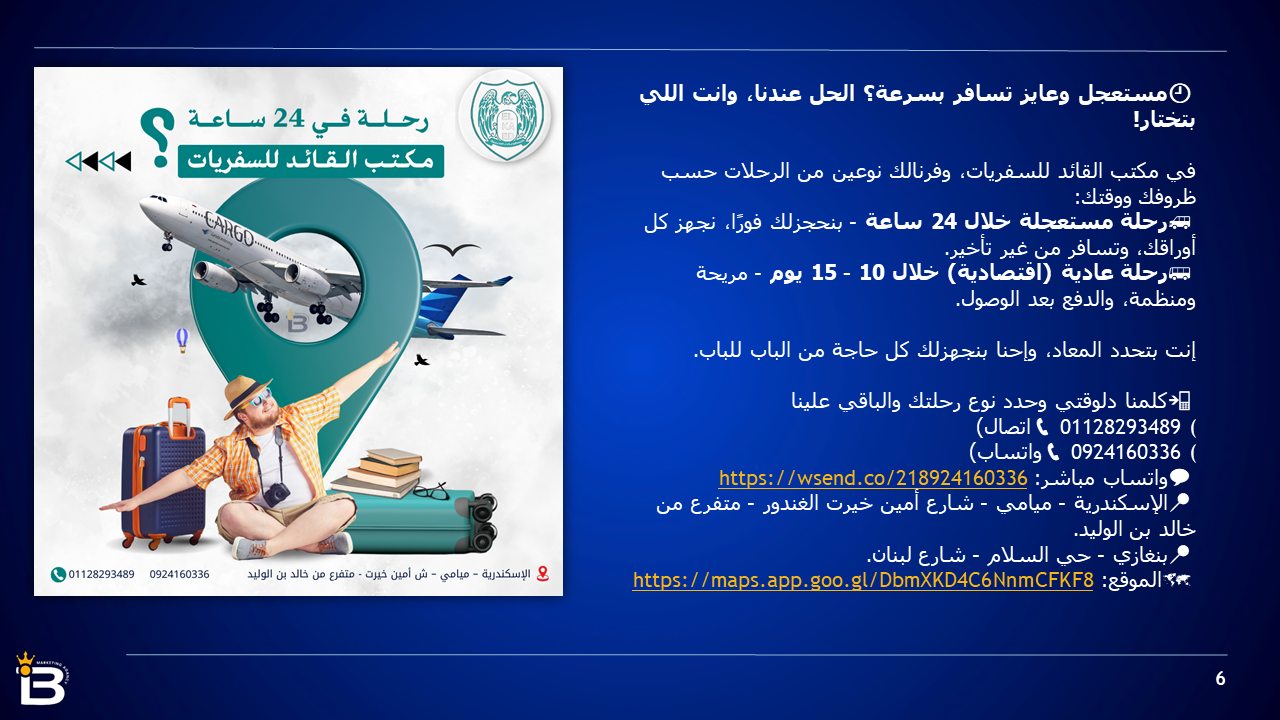 🕘مستعجل وعايز تسافر بسرعة؟ الحل عندنا، وانت اللي
بتختار!
في مكتب القائد للسفريات، وفرنالك نوعين من الرحلات حسب
ظروفك ووقتك:
🚐رحلة مستعجلة خلال 24 ساعة - بنحجزلك فورًا، نجهز كل
أوراقك، وتسافر من غير تأخير.
🚌رحلة عادية (اقتصادية) خلال 10 - 15 يوم - مريحة
ومنظمة، والدفع بعد الوصول.
إنت بتحدد المعاد، وإحنا بنجهزلك كل حاجة من الباب للباب.
📲كلمنا دلوقتي وحدد نوع رحلتك والباقي علينا
) 01128293489 📞اتصال(
) 0924160336 📞واتساب(
💬واتساب مباشر: https://wsend.co/218924160336
📍الإسكندرية - ميامي - شارع أمين خيرت الغندور - متفرع من
خالد بن الوليد.
📍بنغازي - حي السلام - شارع لبنان.
🗺الموقع: https://maps.app.goo.gl/DbmXKD4C6NnmCFKF8
رحلة في 24 ساعة
؟
مكتب القائد للسفريات
EL KA ED
CARGO
B
الإسكندرية – ميامي – ش أمين خيرت - متفرع من خالد بن الوليد
0924160336
01128293489
B
MARKETING AGENCY
6